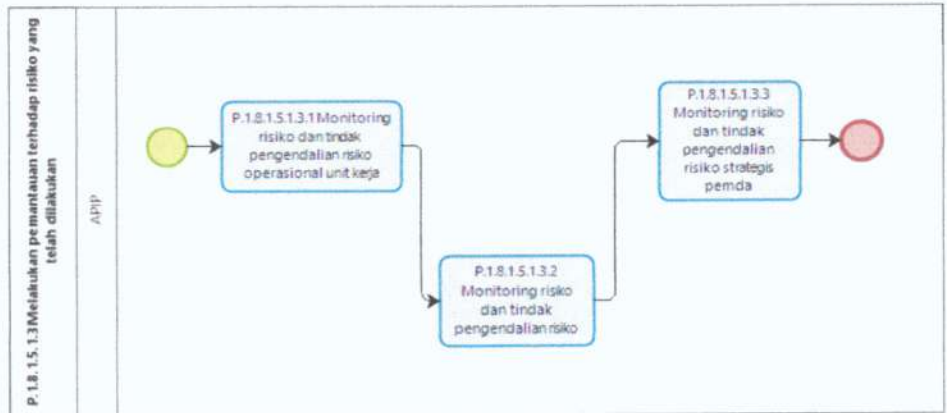 P.1.8.1.5.1.3Melakukan pemantauan terhadap risiko yang
telah dilakukan
APIP
P.1.8.1.5.1.3.1 Monitoring
risiko dan tindak
pengendalian risiko
operasional unit kerja
P.1.8.1.5.1.3.2
Monitoring risiko
dan tindak
pengendalian risiko
P.1.8.1.5.1.3.3
Monitoring risiko
dan tindak
pengendalian
risiko strategis
pemda